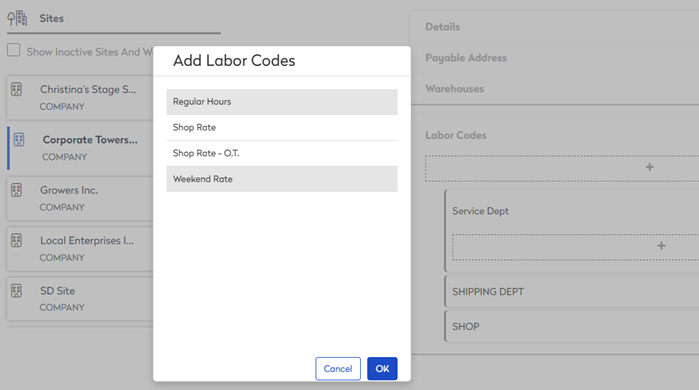 Sites
Show Inactive Sites And W
Christina's Stage S...
COMPANY
Corporate Towers...
COMPANY
Growers Inc.
COMPANY
Local Enterprises I...
COMPANY
SD Site
COMPANY
Add Labor Codes
Regular Hours
Shop Rate
Shop Rate - O.T.
Weekend Rate
Cancel
OK
Details
Payable Address
Warehouses
Labor Codes
+
Service Dept
+
SHIPPING DEPT
SHOP